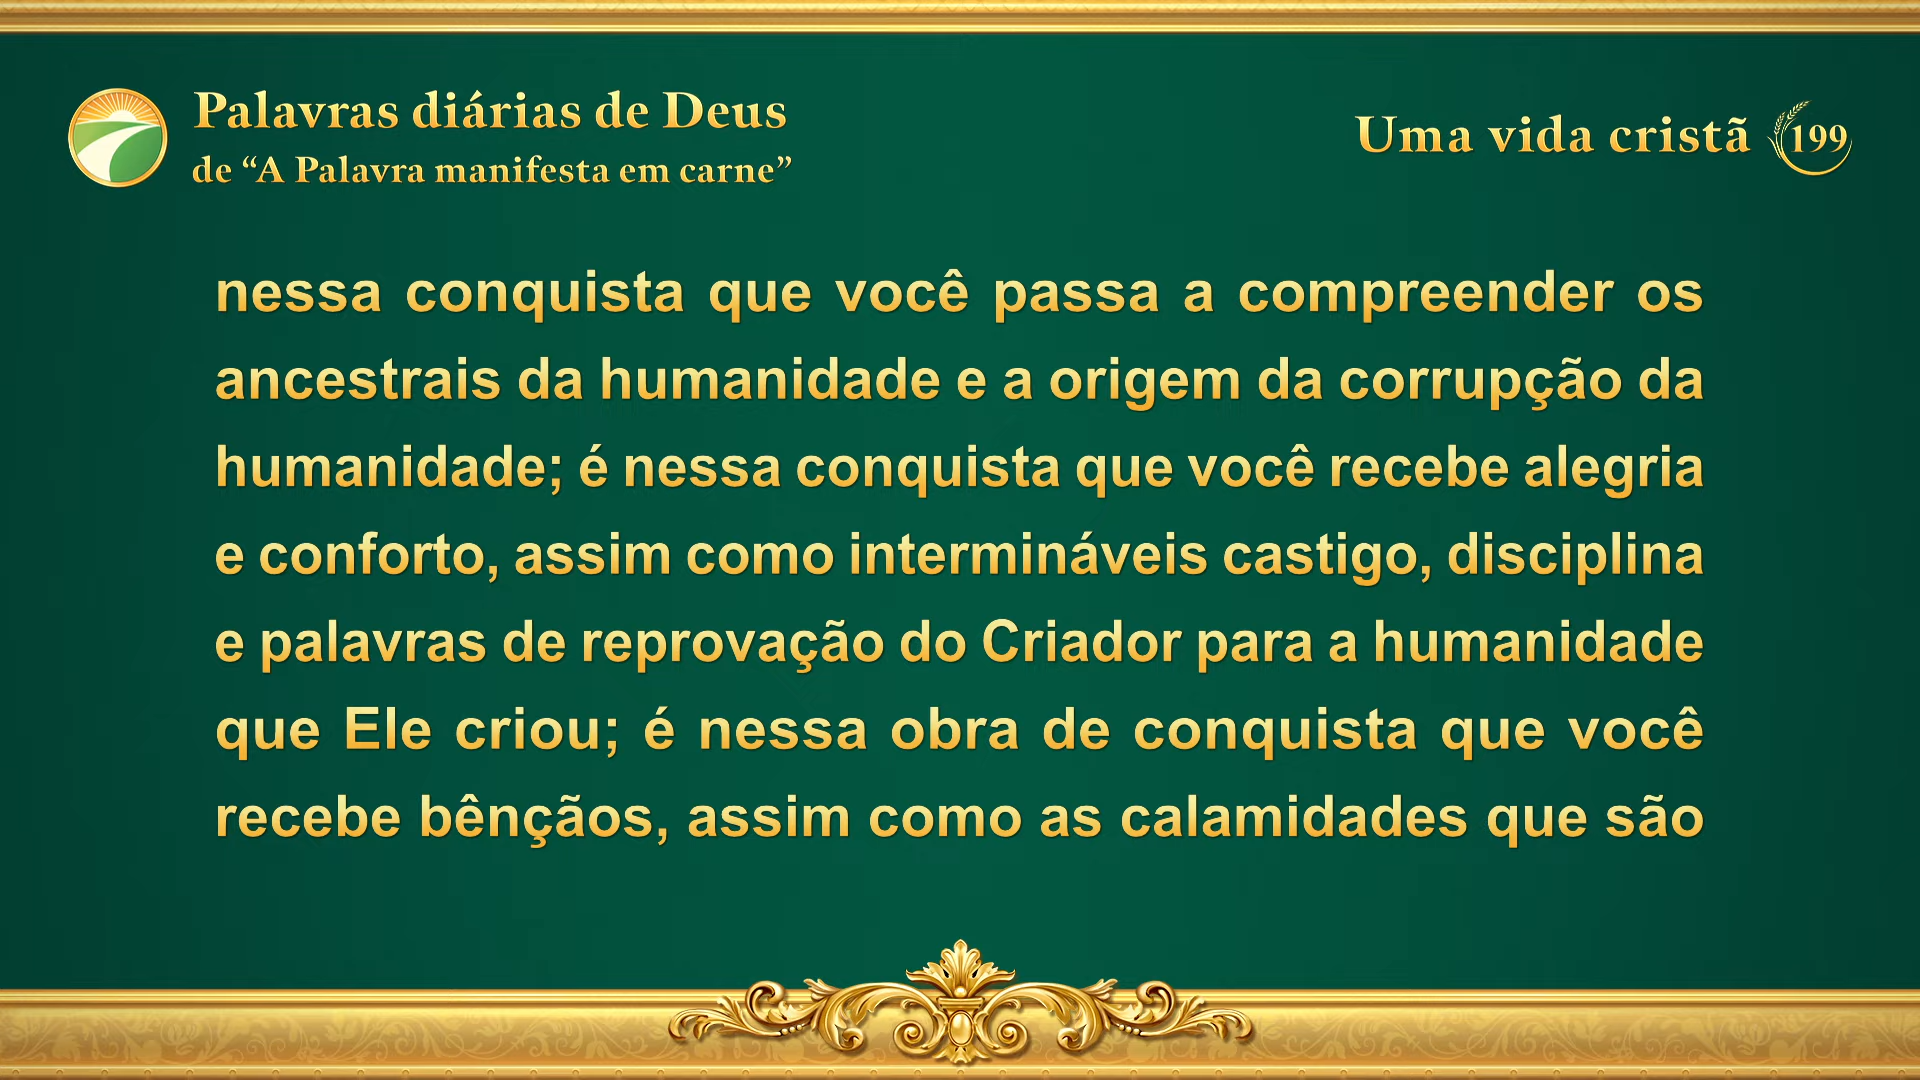 Palavras diárias de Deus
de “A Palavra manifesta em carne”
Uma vida cristã 199
nessa conquista que você passa a compreender os
ancestrais da humanidade e a origem da corrupção da
humanidade; é nessa conquista que você recebe alegria
e conforto, assim como intermináveis castigo, disciplina
e palavras de reprovação do Criador para a humanidade
que Ele criou; é nessa obra de conquista que você
recebe bênçãos, assim como as calamidades que são